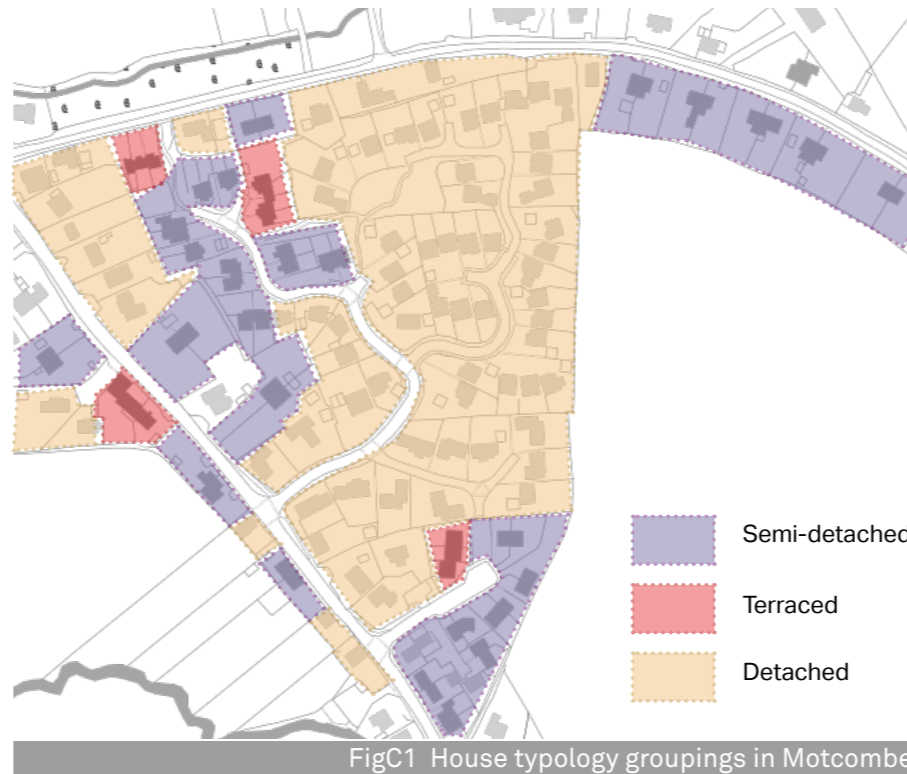 Semi-detached
Terraced
Detached
FigC1 House typology groupings in Motcombe